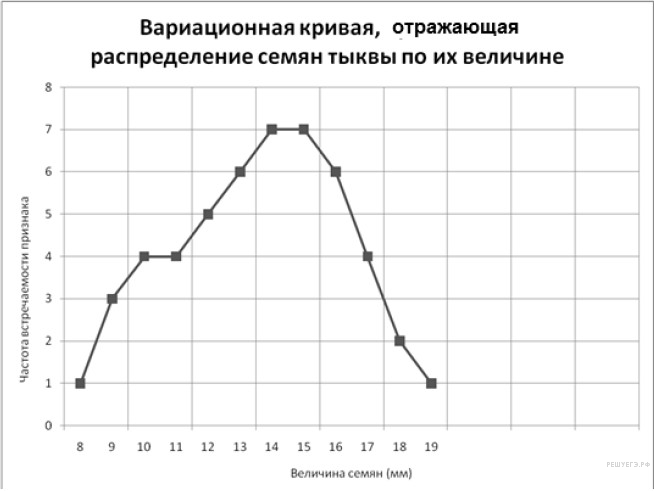 Вариационная кривая, отражающая
распределение семян тыквы по их величине
Частота встречаемости признака
8
7
6
5
4
3
2
1
0
8 9 10 11 12 13 14 15 16 17 18 19
Величина семян (мм)
РЕШУЕГЭ.РФ